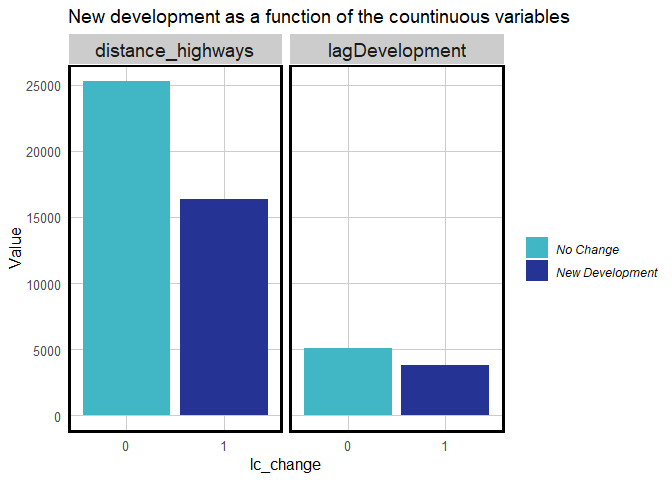 New development as a function of the countinuous variables
distance_highways
lagDevelopment
25000
20000
15000
10000
5000
0
Value
0
1
0
1
lc_change
No Change
New Development